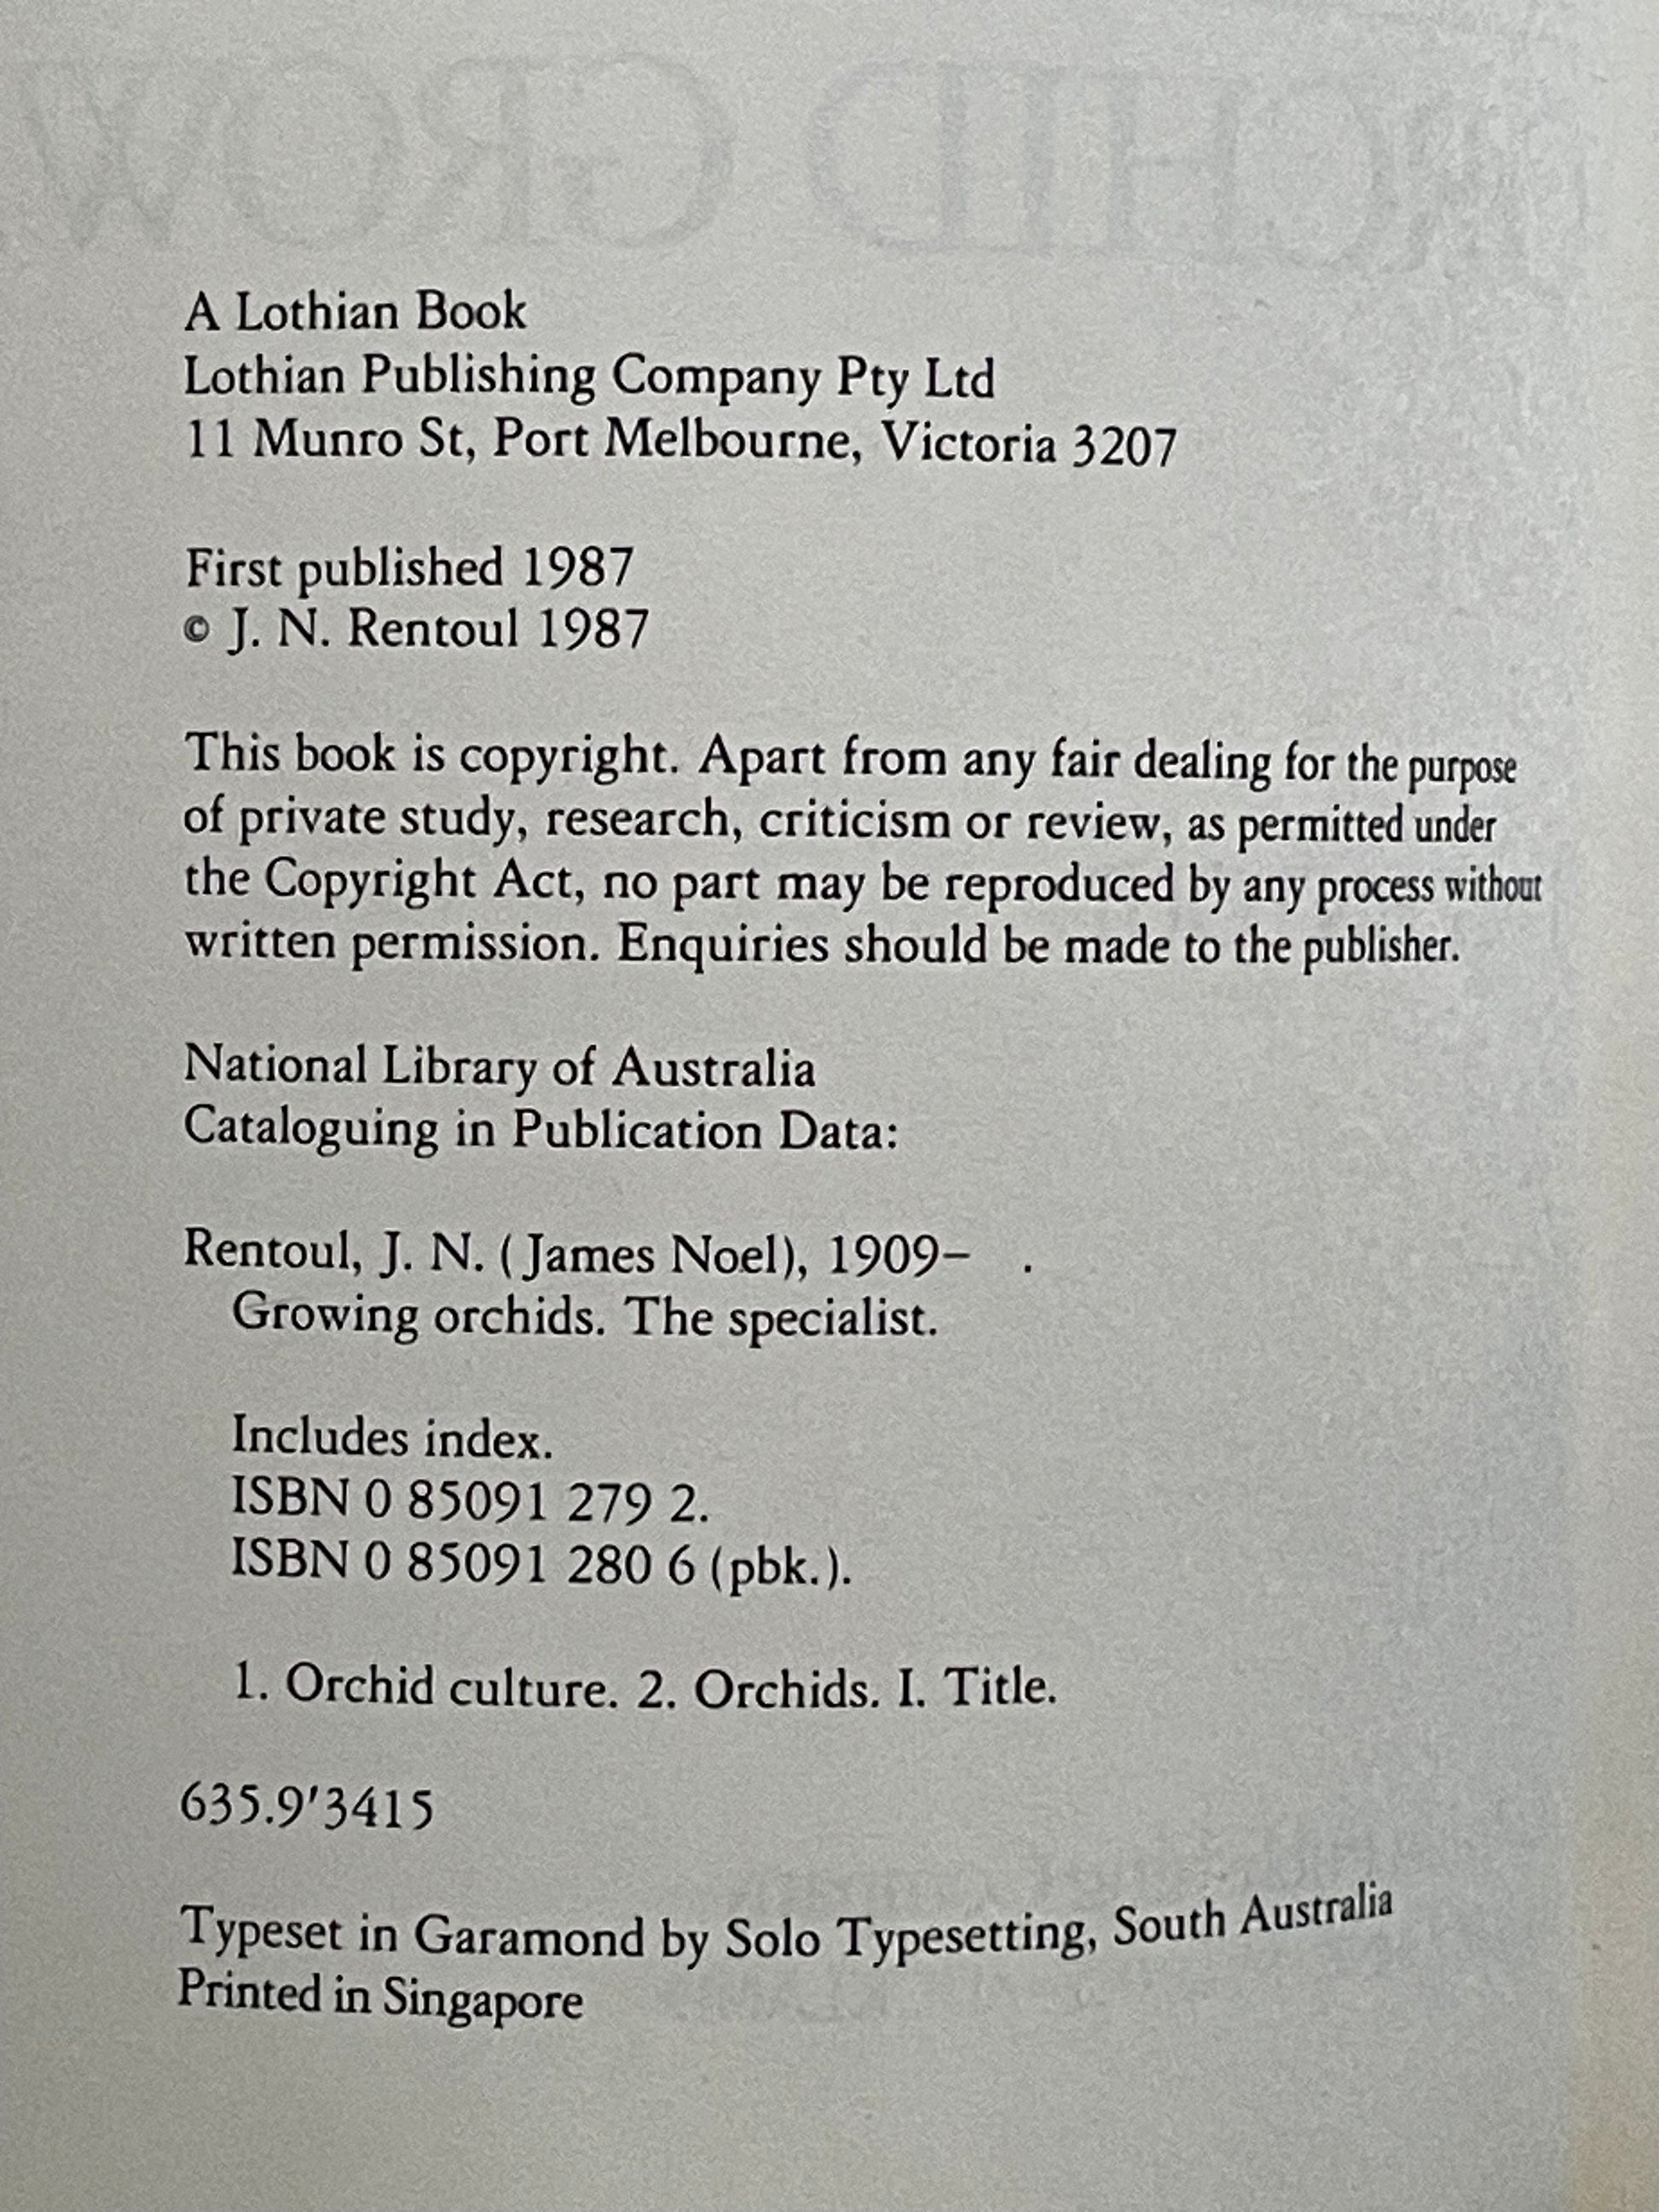 A Lothian Book
Lothian Publishing Company Pty Ltd
11 Munro St, Port Melbourne, Victoria 3207
First published 1987
© J. N. Rentoul 1987
This book is copyright. Apart from any fair dealing for the purpose
of private study, research, criticism or review, as permitted under
the Copyright Act, no part may be reproduced by any process without
written permission. Enquiries should be made to the publisher.
National Library of Australia
Cataloguing in Publication Data:
Rentoul, J. N. (James Noel), 1909– .
Growing orchids. The specialist.
Includes index.
ISBN 0 85091 279 2.
ISBN 0 85091 280 6 (pbk.).
1. Orchid culture. 2. Orchids. I. Title.
635.9'3415
Typeset in Garamond by Solo Typesetting, South Australia
Printed in Singapore